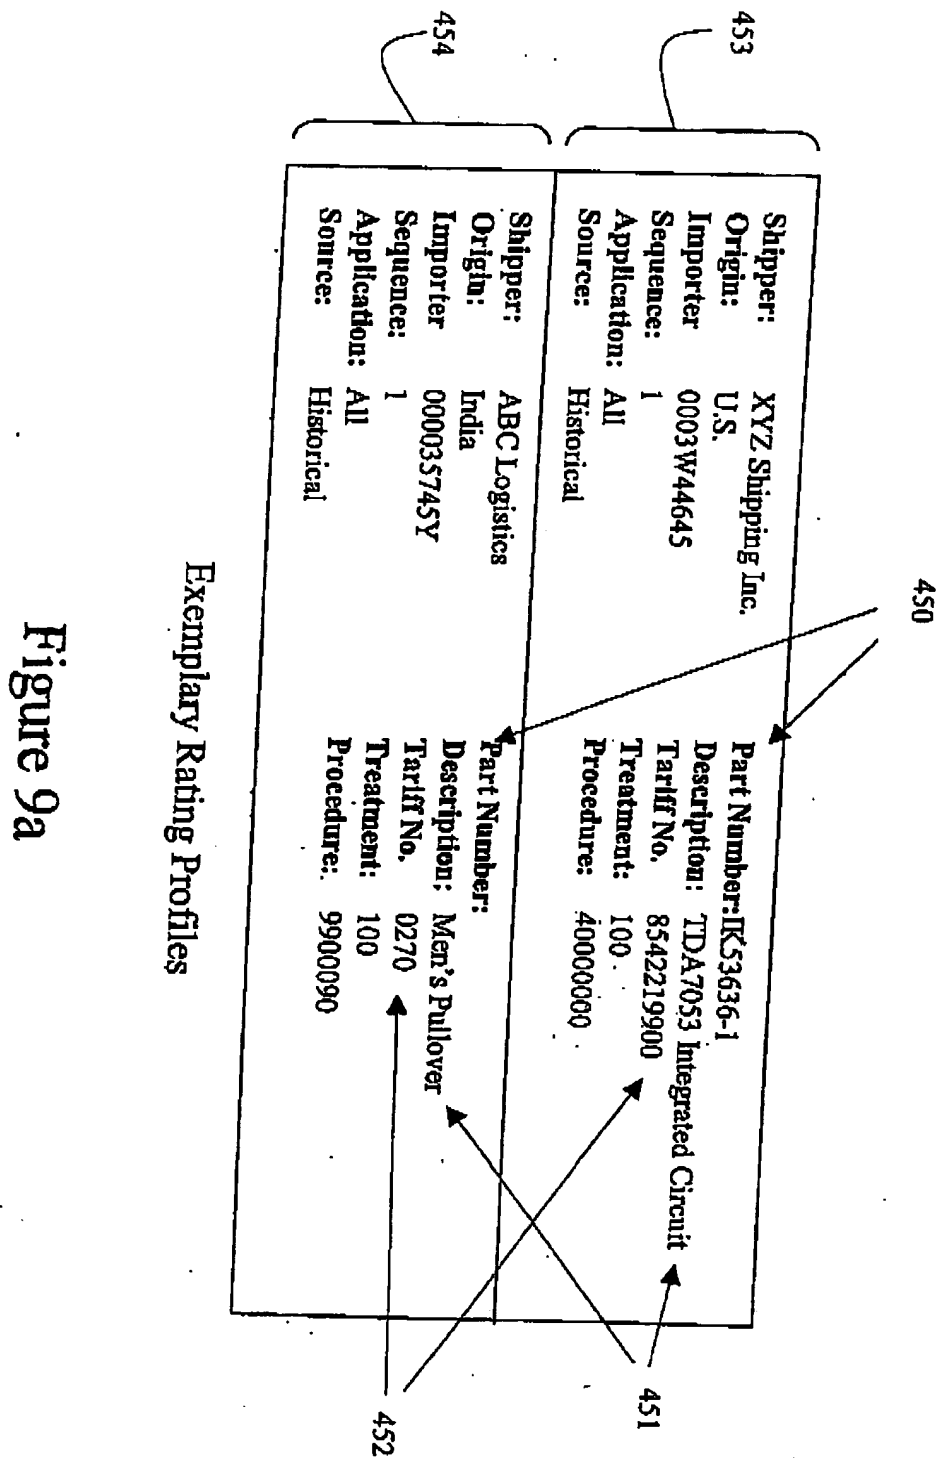 450
453
Shipper: XYZ Shipping Inc.
Origin: U.S.
Importer 0003W44645
Sequence: 1
Application: All
Source: Historical
Part Number:IK53636-1
Description: TDA7053 Integrated Circuit
Tariff No. 8542219900
Treatment: 100
Procedure: 40000000
454
Shipper: ABC Logistics
Origin: India
Importer 000035745Y
Sequence: 1
Application: All
Source: Historical
Part Number:
Description: Men's Pullover
Tariff No. 0270
Treatment: 100
Procedure: 9900090
451
452
Exemplary Rating Profiles
Figure 9a